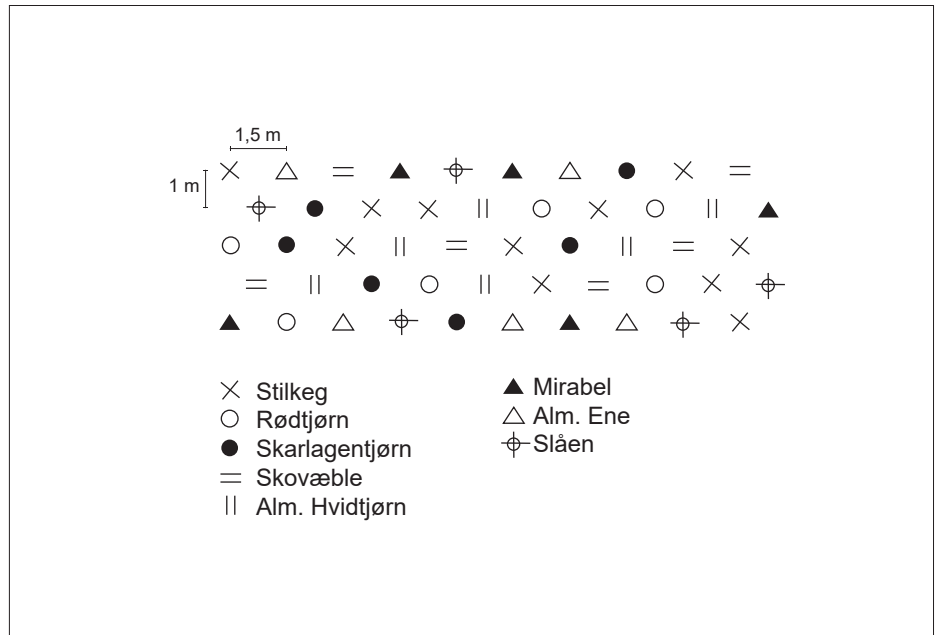 1,5 m
1 m
Stilkeg
Rødtjørn
Skarlagentjørn
Skovæble
Alm. Hvidtjørn
Mirabel
Alm. Ene
Slåen